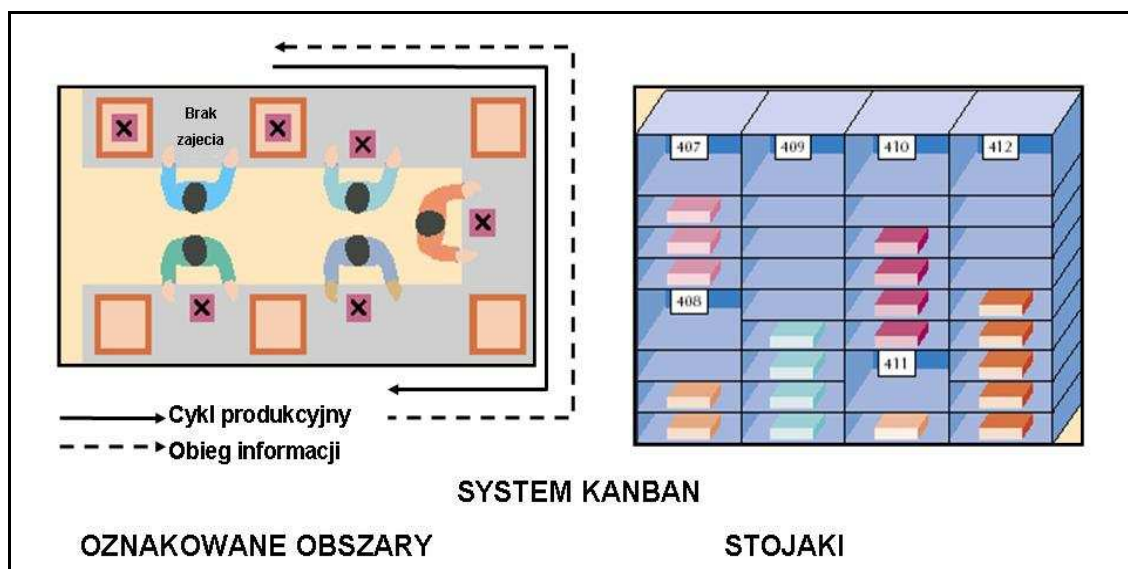 Brak
zajecia
Cykl produkcyjny
Obieg informacji
407
409
410
412
408
411
SYSTEM KANBAN
OZNAKOWANE OBSZARY
STOJAKI